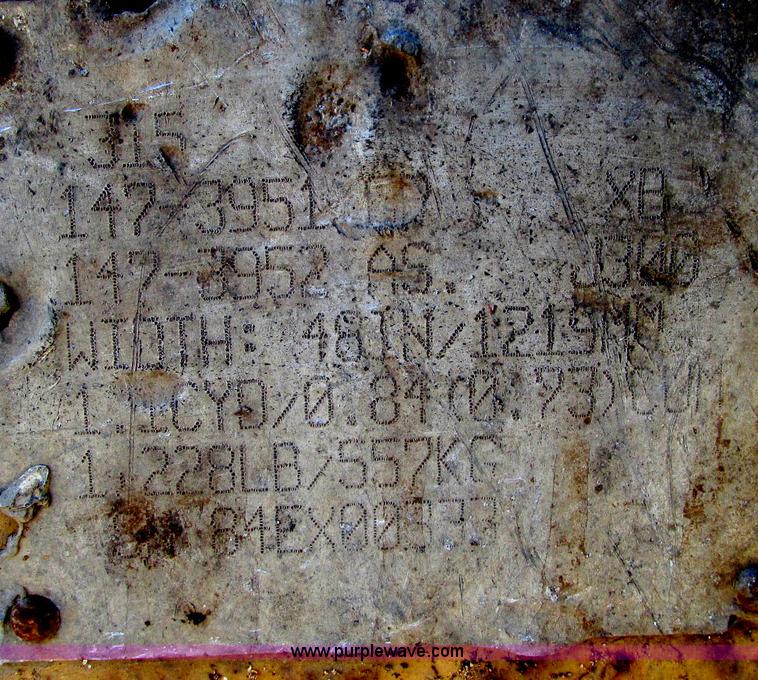 315
147-3951 XB
147-3952 AS. J300
WIDTH: 48IN/1219MM
1.1CYD/0.84(0.73)CUM
1,228LB/557KG
www.purplewave.com